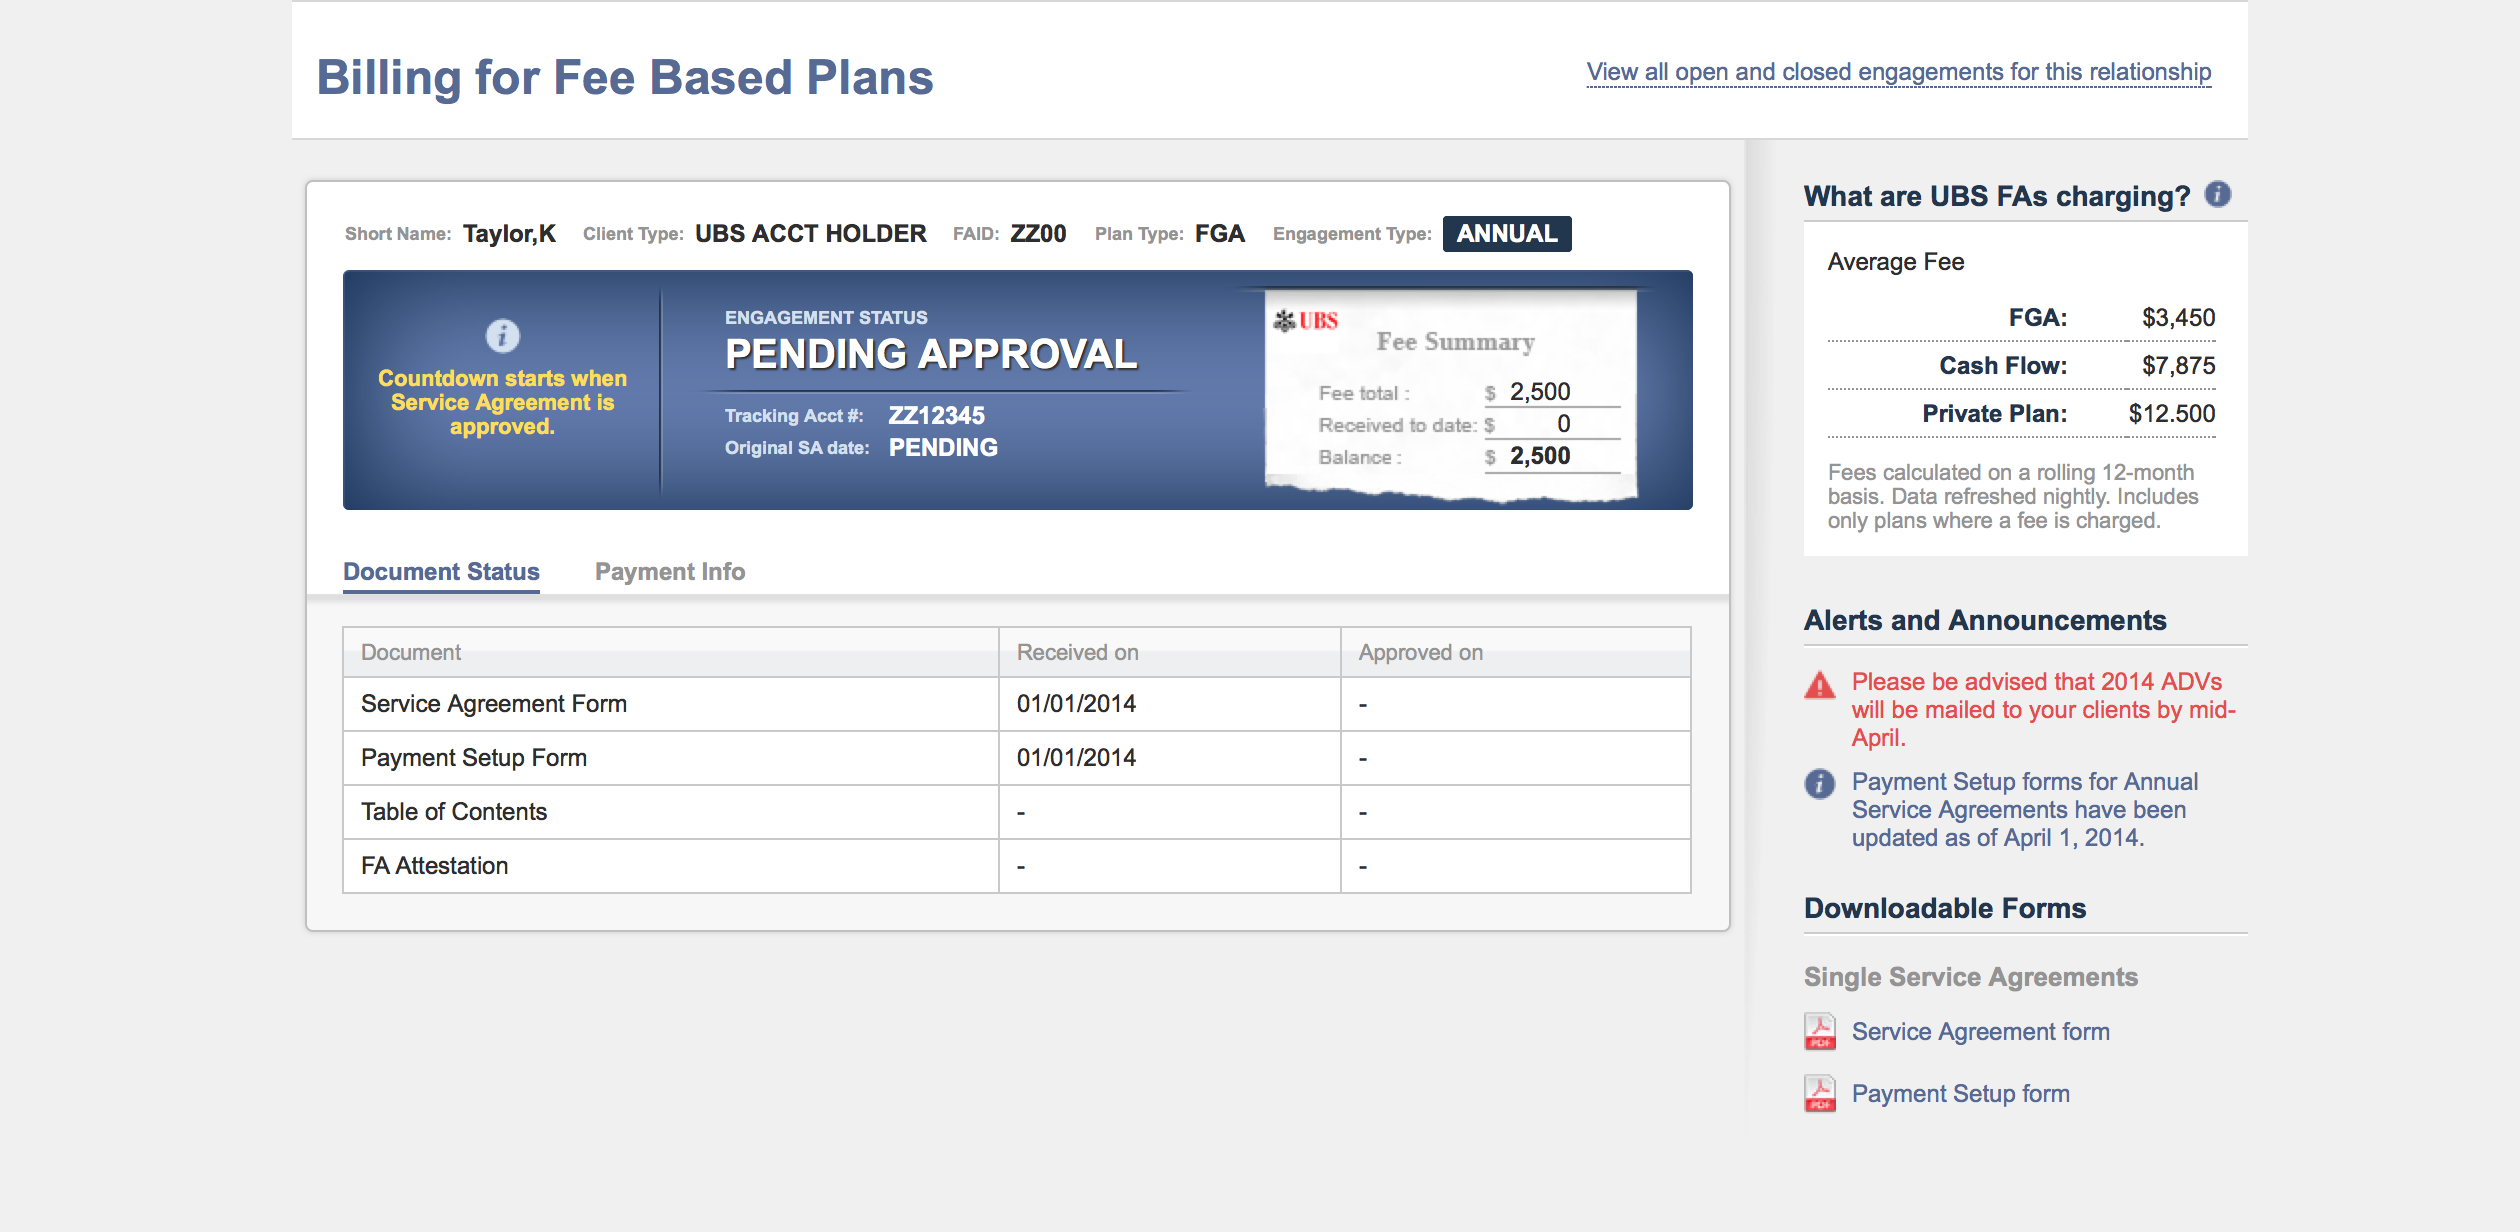 Billing for Fee Based Plans
View all open and closed engagements for this relationship
Short Name: Taylor,K Client Type: UBS ACCT HOLDER FAID: ZZ00 Plan Type: FGA Engagement Type: ANNUAL
Countdown starts when
Service Agreement is
approved.
ENGAGEMENT STATUS
PENDING APPROVAL
Tracking Acct #: ZZ12345
Original SA date: PENDING
UBS
Fee Summary
Fee total : $ 2,500
Received to date: $ 0
Balance : $ 2,500
Document Status Payment Info
Document Received on Approved on
Service Agreement Form 01/01/2014 -
Payment Setup Form 01/01/2014 -
Table of Contents - -
FA Attestation - -
What are UBS FAs charging?
Average Fee
FGA: $3,450
Cash Flow: $7,875
Private Plan: $12.500
Fees calculated on a rolling 12-month
basis. Data refreshed nightly. Includes
only plans where a fee is charged.
Alerts and Announcements
Please be advised that 2014 ADVs
will be mailed to your clients by mid-
April.
Payment Setup forms for Annual
Service Agreements have been
updated as of April 1, 2014.
Downloadable Forms
Single Service Agreements
PDF Service Agreement form
PDF Payment Setup form